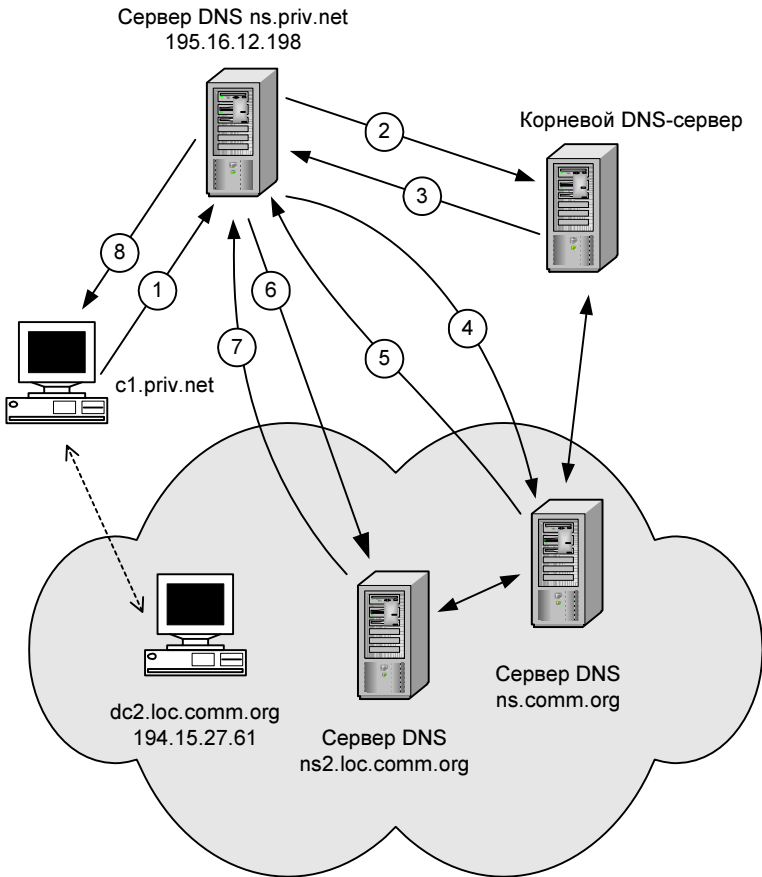 Сервер DNS ns.priv.net
195.16.12.198
2
Корневой DNS-сервер
3
8
1
6
4
7
5
c1.priv.net
Сервер DNS
ns.comm.org
dc2.loc.comm.org
194.15.27.61
Сервер DNS
ns2.loc.comm.org